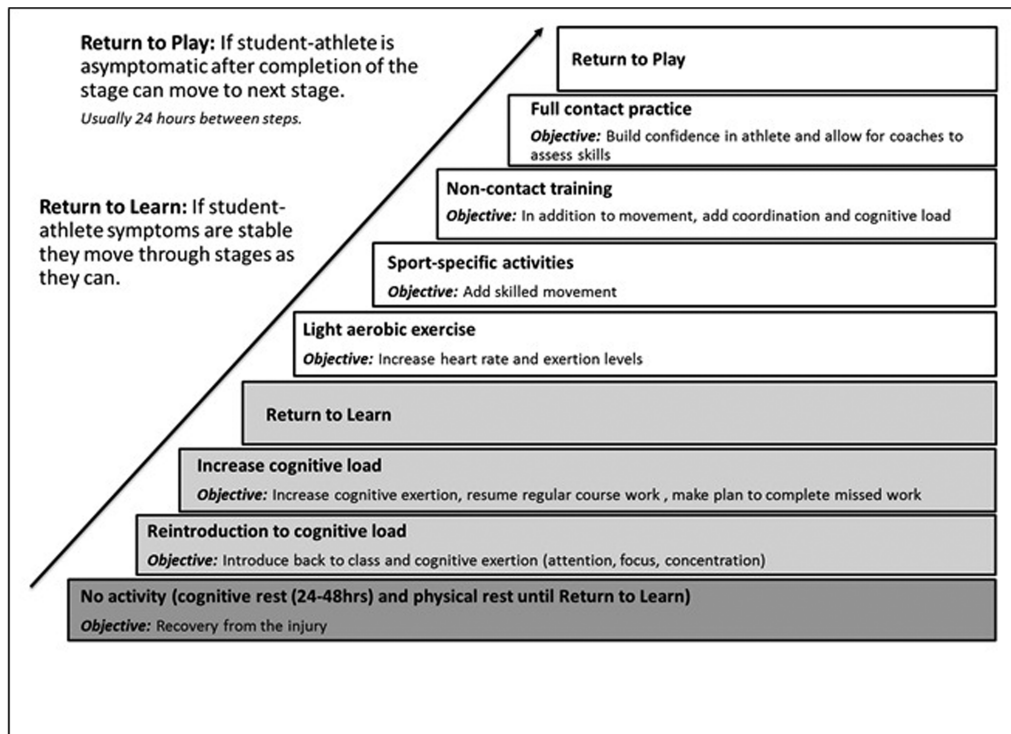 Return to Play: If student-athlete is
asymptomatic after completion of the
stage can move to next stage.
Usually 24 hours between steps.
Return to Learn: If student-
athlete symptoms are stable
they move through stages as
they can.
Return to Play
Full contact practice
Objective: Build confidence in athlete and allow for coaches to
assess skills
Non-contact training
Objective: In addition to movement, add coordination and cognitive load
Sport-specific activities
Objective: Add skilled movement
Light aerobic exercise
Objective: Increase heart rate and exertion levels
Return to Learn
Increase cognitive load
Objective: Increase cognitive exertion, resume regular course work , make plan to complete missed work
Reintroduction to cognitive load
Objective: Introduce back to class and cognitive exertion (attention, focus, concentration)
No activity (cognitive rest (24-48hrs) and physical rest until Return to Learn)
Objective: Recovery from the injury